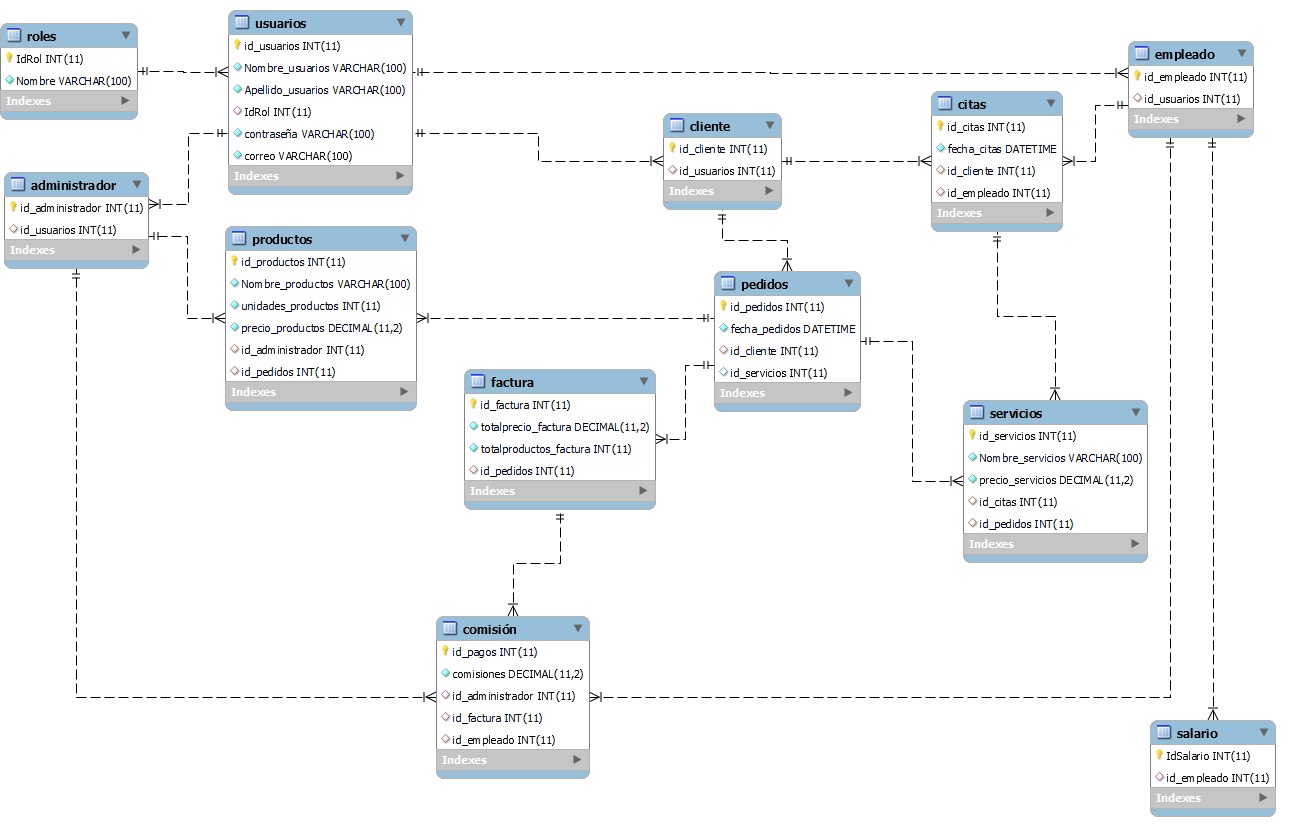 roles
IdRol INT(11)
Nombre VARCHAR(100)
Indexes
usuarios
id_usuarios INT(11)
Nombre_usuarios VARCHAR(100)
Apellido_usuarios VARCHAR(100)
IdRol INT(11)
contraseña VARCHAR(100)
correo VARCHAR(100)
Indexes
empleado
id_empleado INT(11)
id_usuarios INT(11)
Indexes
citas
id_citas INT(11)
fecha_citas DATETIME
id_cliente INT(11)
id_empleado INT(11)
Indexes
cliente
id_cliente INT(11)
id_usuarios INT(11)
Indexes
administrador
id_administrador INT(11)
id_usuarios INT(11)
Indexes
productos
id_productos INT(11)
Nombre_productos VARCHAR(100)
unidades_productos INT(11)
precio_productos DECIMAL(11,2)
id_administrador INT(11)
id_pedidos INT(11)
Indexes
pedidos
id_pedidos INT(11)
fecha_pedidos DATETIME
id_cliente INT(11)
id_servicios INT(11)
Indexes
factura
id_factura INT(11)
totalprecio_factura DECIMAL(11,2)
totalproductos_factura INT(11)
id_pedidos INT(11)
Indexes
servicios
id_servicios INT(11)
Nombre_servicios VARCHAR(100)
precio_servicios DECIMAL(11,2)
id_citas INT(11)
id_pedidos INT(11)
Indexes
comisión
id_pagos INT(11)
comisiones DECIMAL(11,2)
id_administrador INT(11)
id_factura INT(11)
id_empleado INT(11)
Indexes
salario
IdSalario INT(11)
id_empleado INT(11)
Indexes